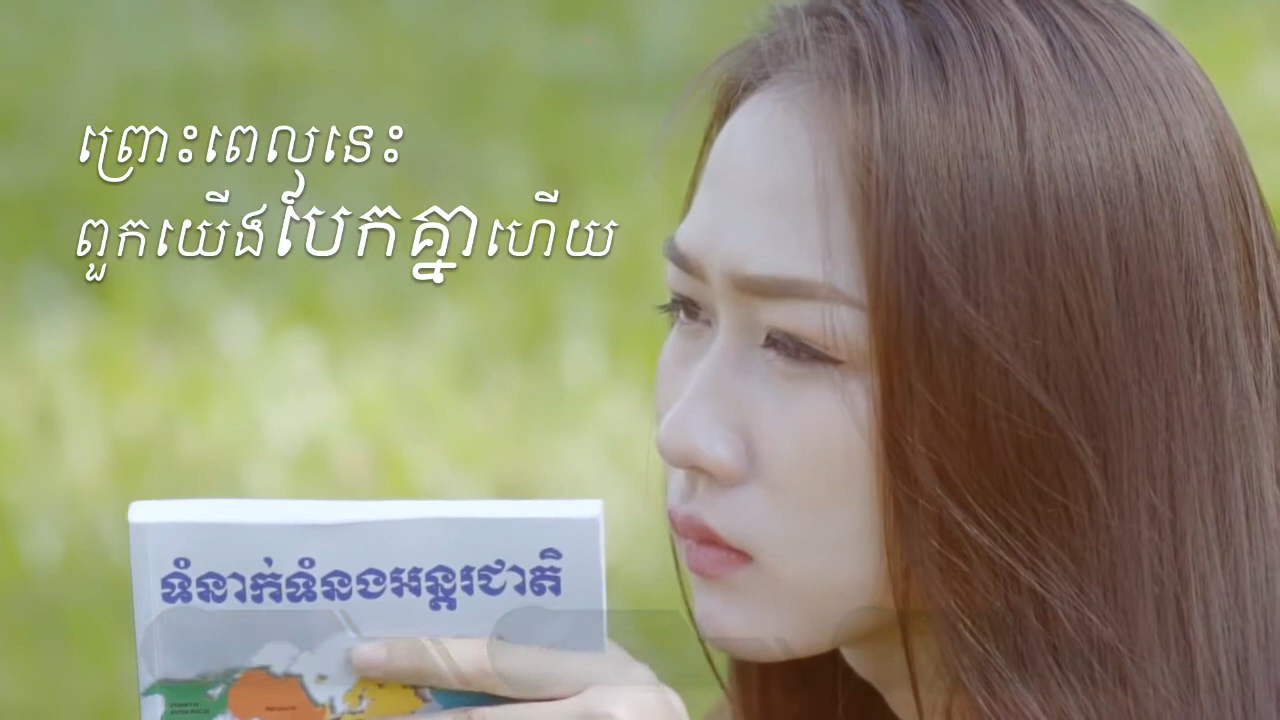 ព្រោះពេលនេះ
ពួកយើងបែកគ្នាហើយ
ទំនាក់ទំនងអន្តរជាតិ